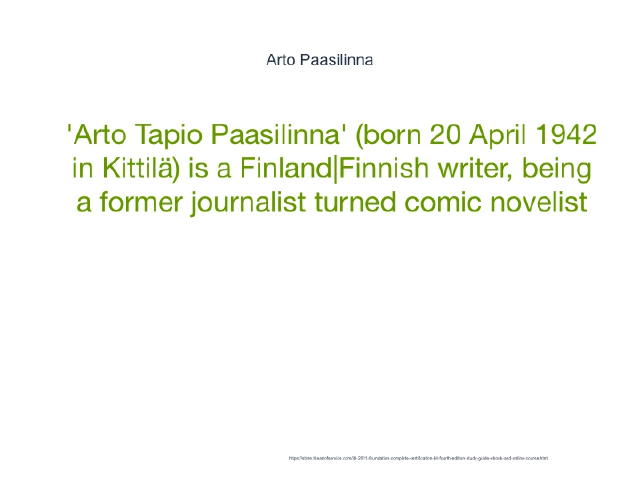 Arto Paasilinna
'Arto Tapio Paasilinna' (born 20 April 1942
in Kittilä) is a Finland|Finnish writer, being
a former journalist turned comic novelist